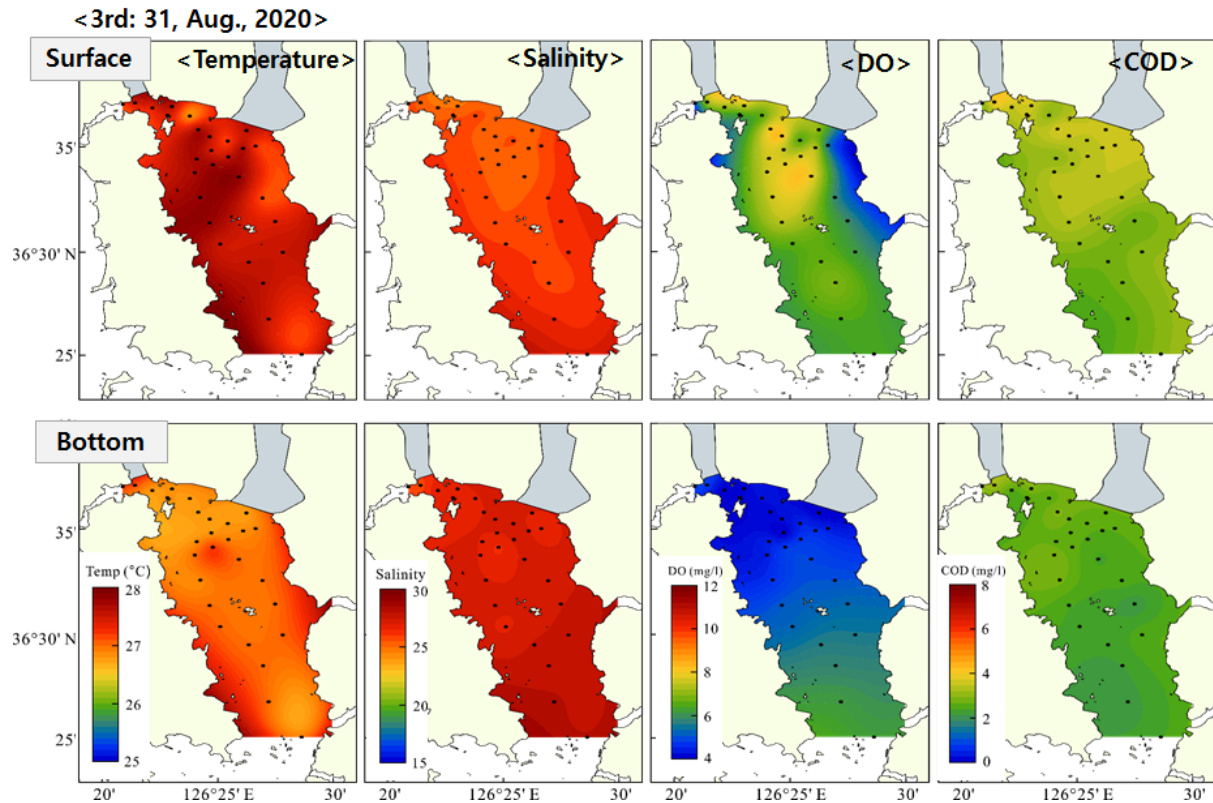 <3rd: 31, Aug., 2020>
Surface
<Temperature>
<Salinity>
<DO>
<COD>
35'
36°30' N
25'
Bottom
35'
36°30' N
25'
Temp (°C)
28
27
26
25
Salinity
30
25
20
15
DO (mg/l)
12
10
8
6
4
COD (mg/l)
8
6
4
2
0
20'
126°25' E
30'
20'
126°25' E
30'
20'
126°25' E
30'
20'
126°25' E
30'